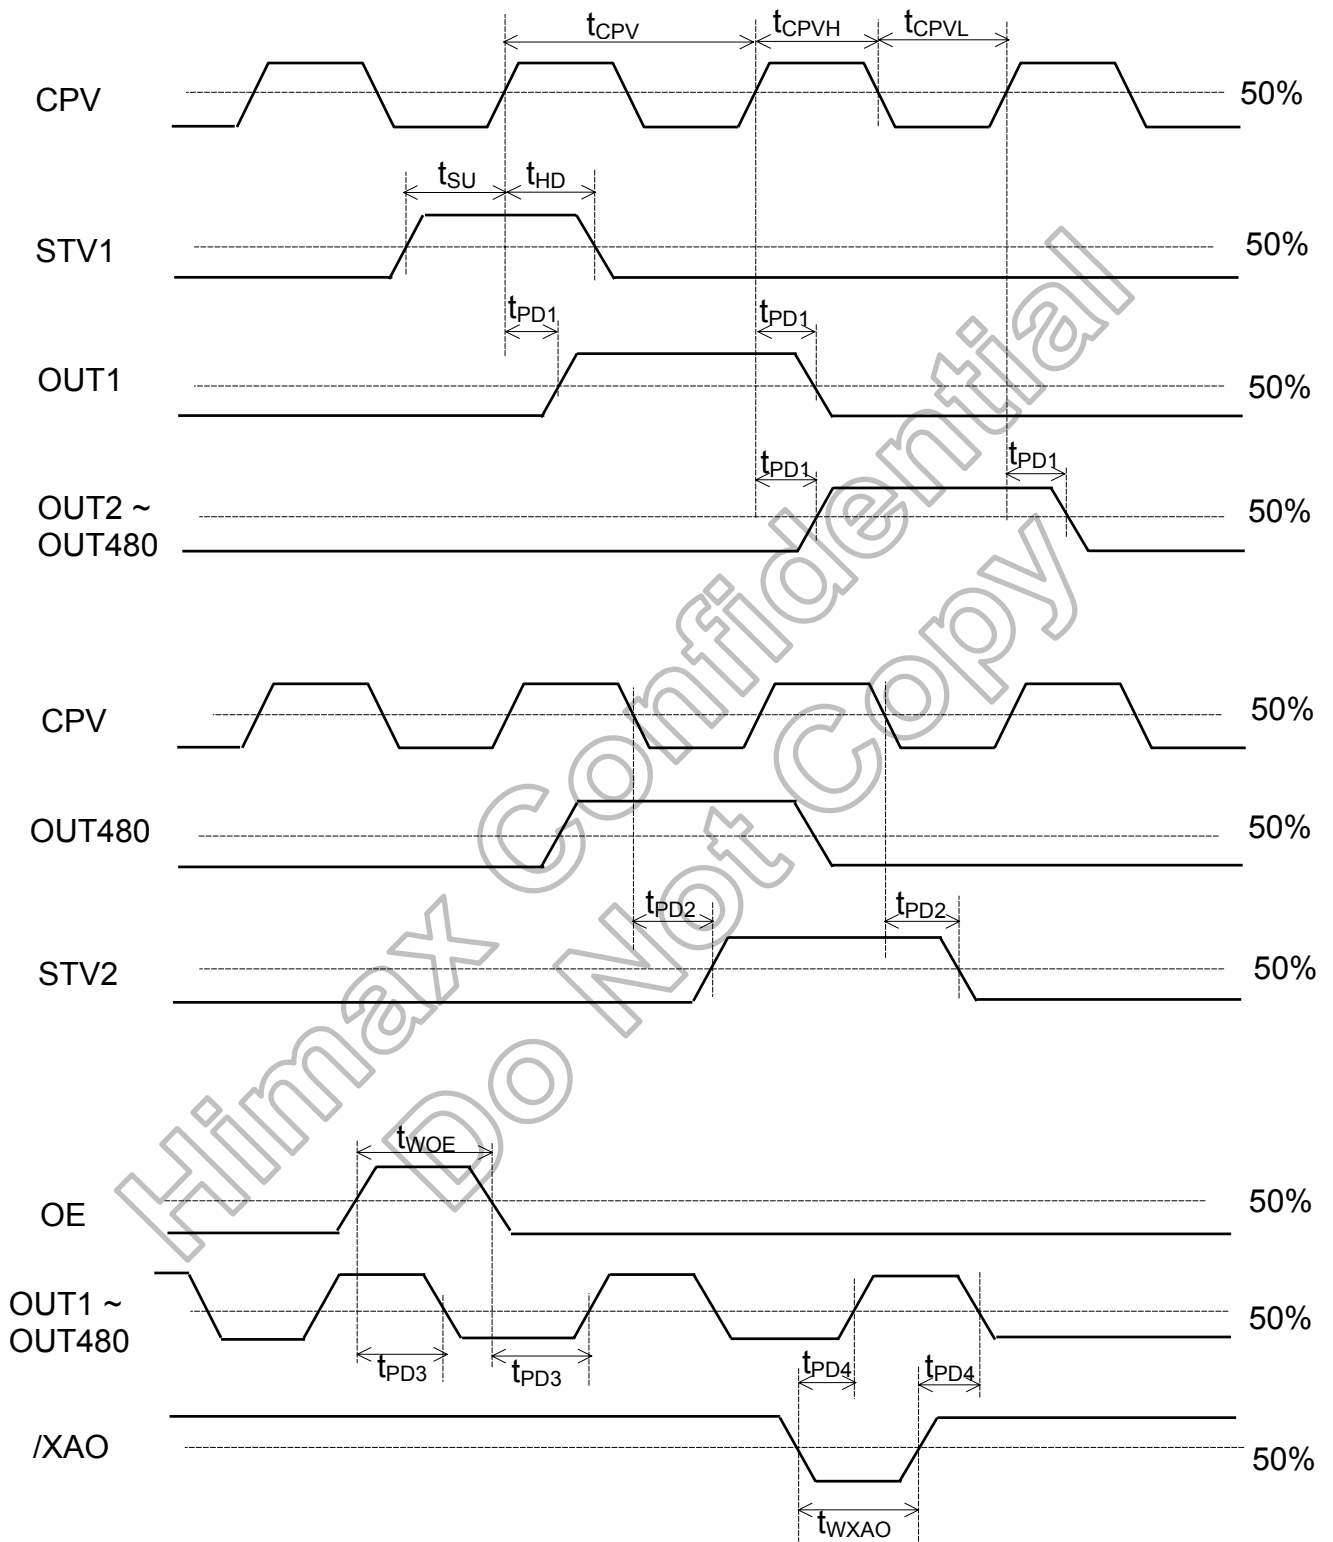 tCPV tCPVH tCPVL
CPV 50%
tSU tHD
STV1 50%
tPD1 tPD1
OUT1 50%
tPD1 tPD1
OUT2 ~ 50%
OUT480
CPV 50%
OUT480 50%
tPD2 tPD2
STV2 50%
tWOE
OE 50%
OUT1 ~ 50%
OUT480
tPD3 tPD3 tPD4 tPD4
/XAO 50%
tWXAO
Himax Confidential
Do Not Copy